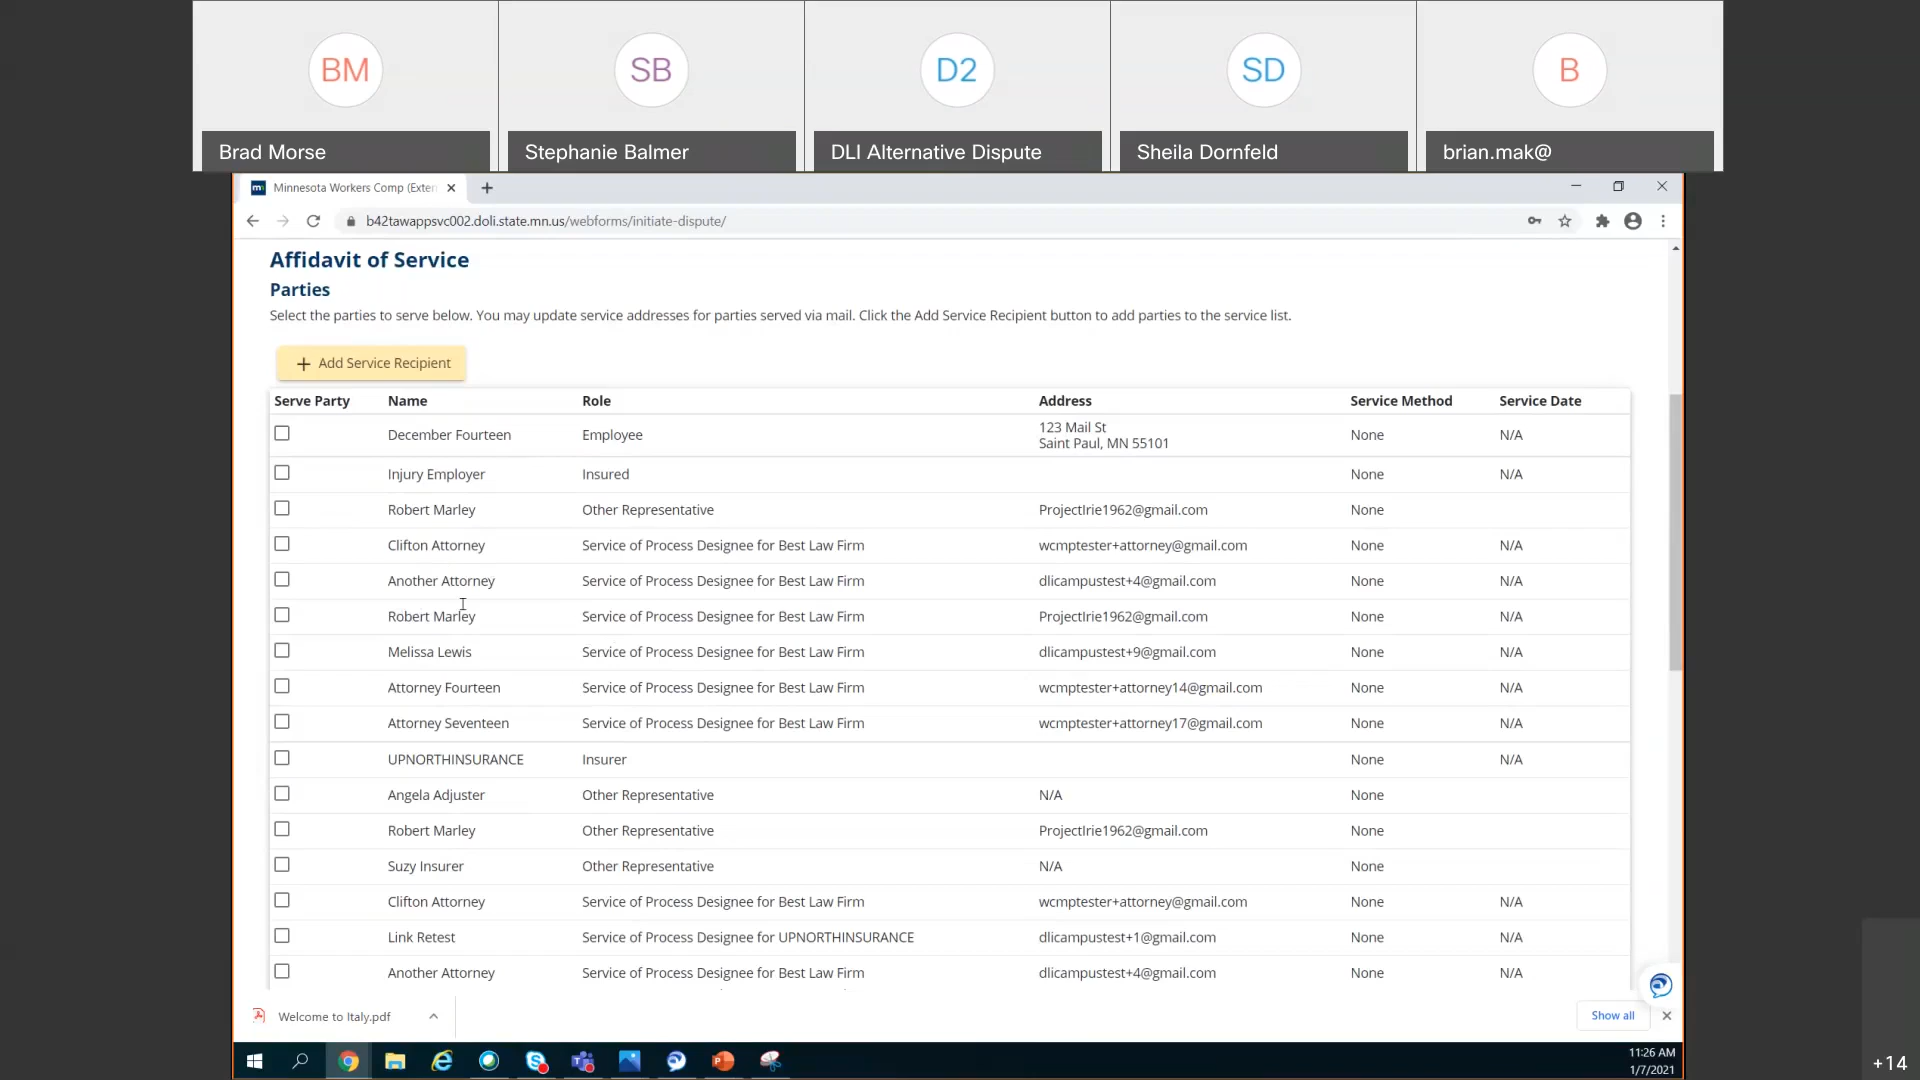 BM
SB
D2
SD
B
Brad Morse
Stephanie Balmer
DLI Alternative Dispute
Sheila Dornfeld
brian.mak@
Minnesota Workers Comp (Exter
b42tawappsvc002.doli.state.mn.us/webforms/initiate-dispute/
Affidavit of Service
Parties
Select the parties to serve below. You may update service addresses for parties served via mail. Click the Add Service Recipient button to add parties to the service list.
Add Service Recipient
Serve Party Name Role Address Service Method Service Date
December Fourteen Employee 123 Mail St None N/A
Saint Paul, MN 55101
Injury Employer Insured None N/A
Robert Marley Other Representative ProjectIrie1962@gmail.com None
Clifton Attorney Service of Process Designee for Best Law Firm wcmptester+attorney@gmail.com None N/A
Another Attorney Service of Process Designee for Best Law Firm dlicampustest+4@gmail.com None N/A
Robert Marley Service of Process Designee for Best Law Firm ProjectIrie1962@gmail.com None N/A
Melissa Lewis Service of Process Designee for Best Law Firm dlicampustest+9@gmail.com None N/A
Attorney Fourteen Service of Process Designee for Best Law Firm wcmptester+attorney14@gmail.com None N/A
Attorney Seventeen Service of Process Designee for Best Law Firm wcmptester+attorney17@gmail.com None N/A
UPNORTHINSURANCE Insurer None N/A
Angela Adjuster Other Representative N/A None
Robert Marley Other Representative ProjectIrie1962@gmail.com None
Suzy Insurer Other Representative N/A None
Clifton Attorney Service of Process Designee for Best Law Firm wcmptester+attorney@gmail.com None N/A
Link Retest Service of Process Designee for UPNORTHINSURANCE dlicampustest+1@gmail.com None N/A
Another Attorney Service of Process Designee for Best Law Firm dlicampustest+4@gmail.com None N/A
Welcome to Italy.pdf
Show all
11:26 AM
1/7/2021
+14